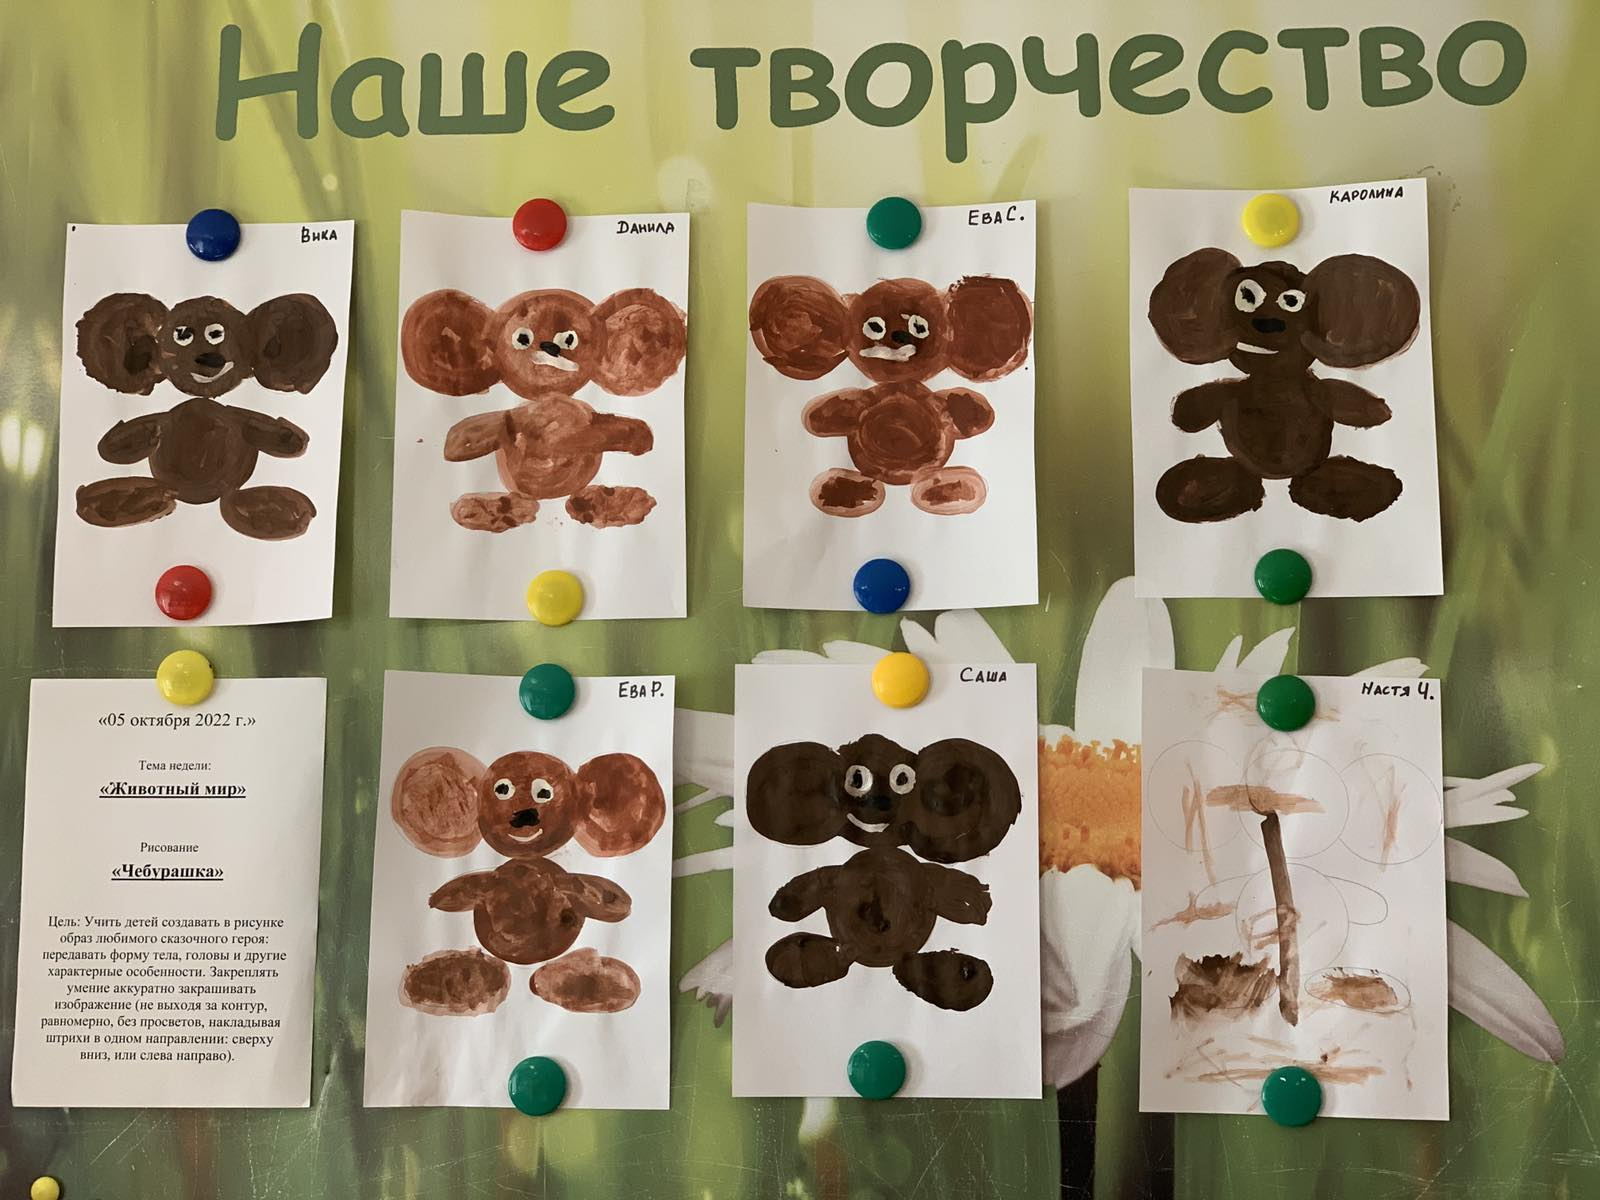 Наше творчество
Вика
Данила
Ева С.
Каролина
«05 октября 2022 г.»
Тема недели:
«Животный мир»
Рисование
«Чебурашка»
Цель: Учить детей создавать в рисунке
образ любимого сказочного героя:
передавать форму тела, головы и другие
характерные особенности. Закреплять
умение аккуратно закрашивать
изображение (не выходя за контур,
равномерно, без просветов, накладывая
штрихи в одном направлении: сверху
вниз, или слева направо).
Ева Р.
Саша
Настя Ч.